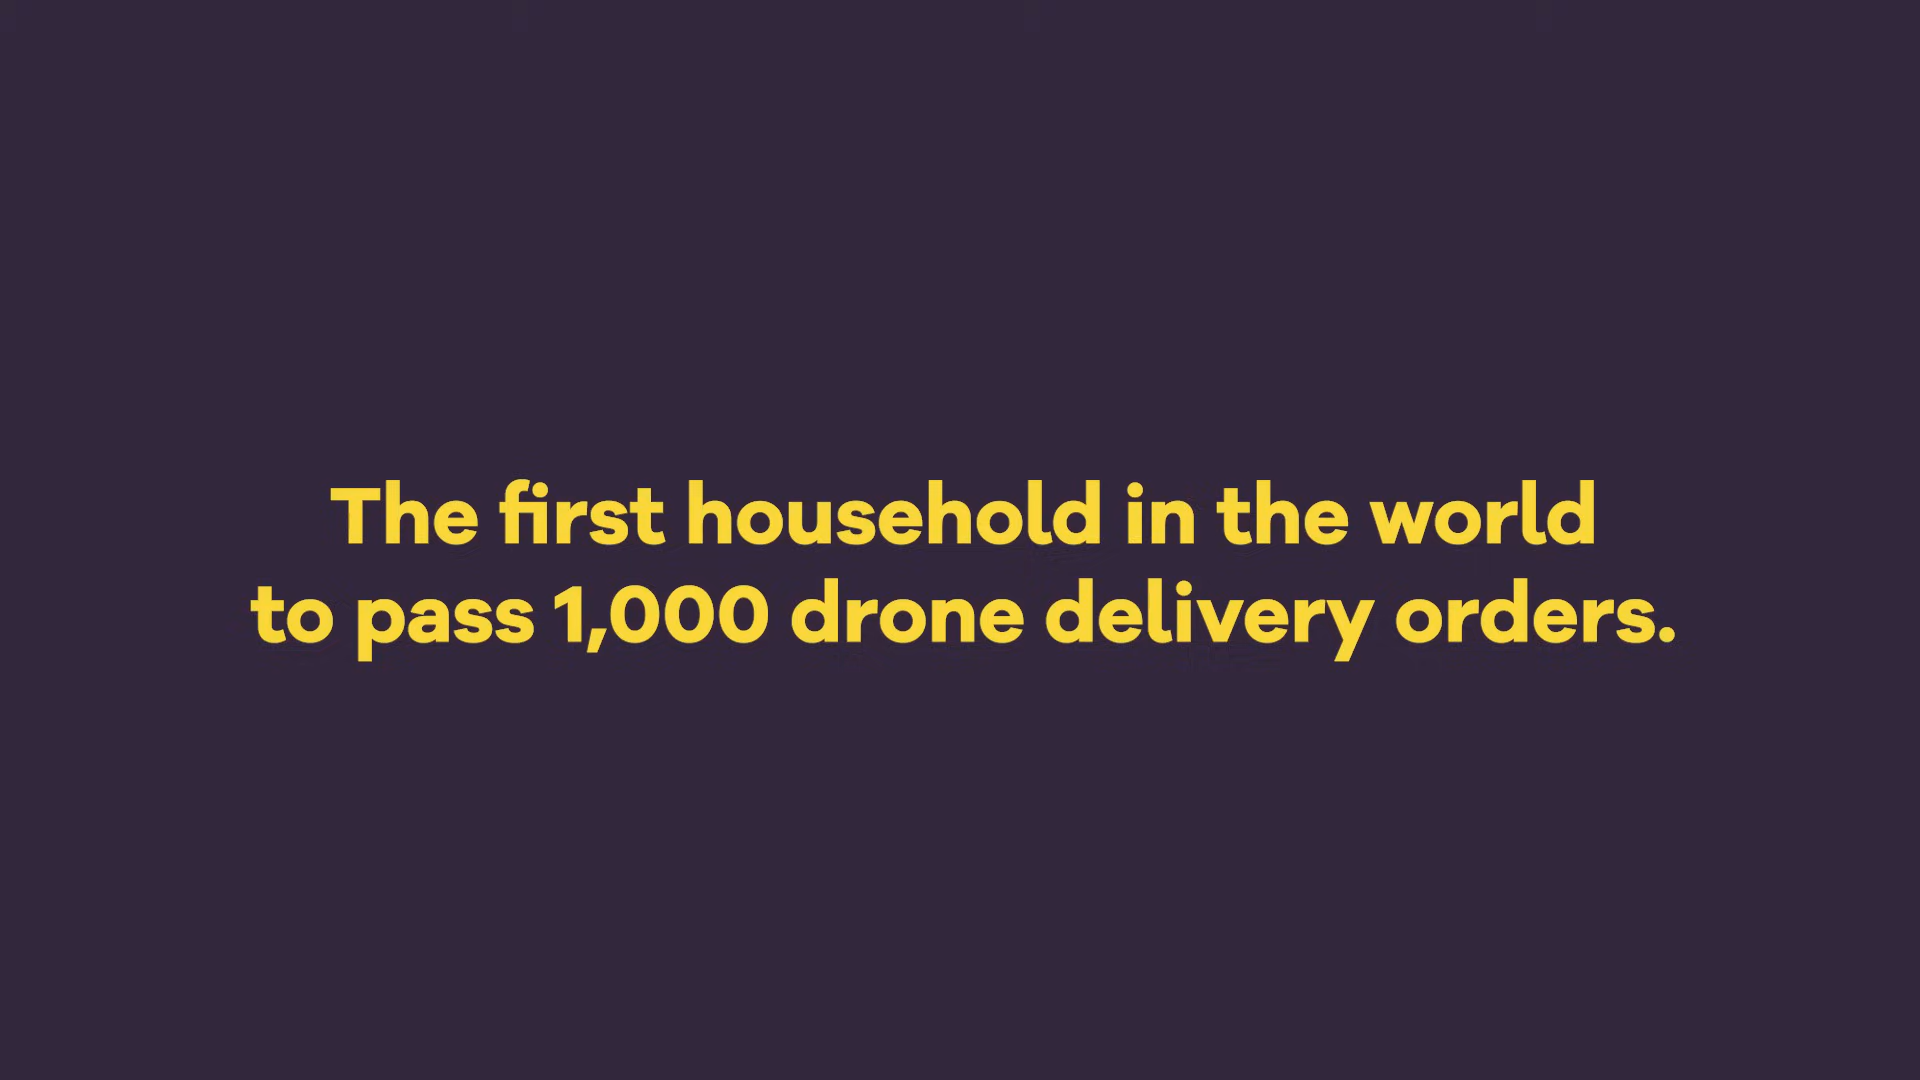 The first household in the world
to pass 1,000 drone delivery orders.